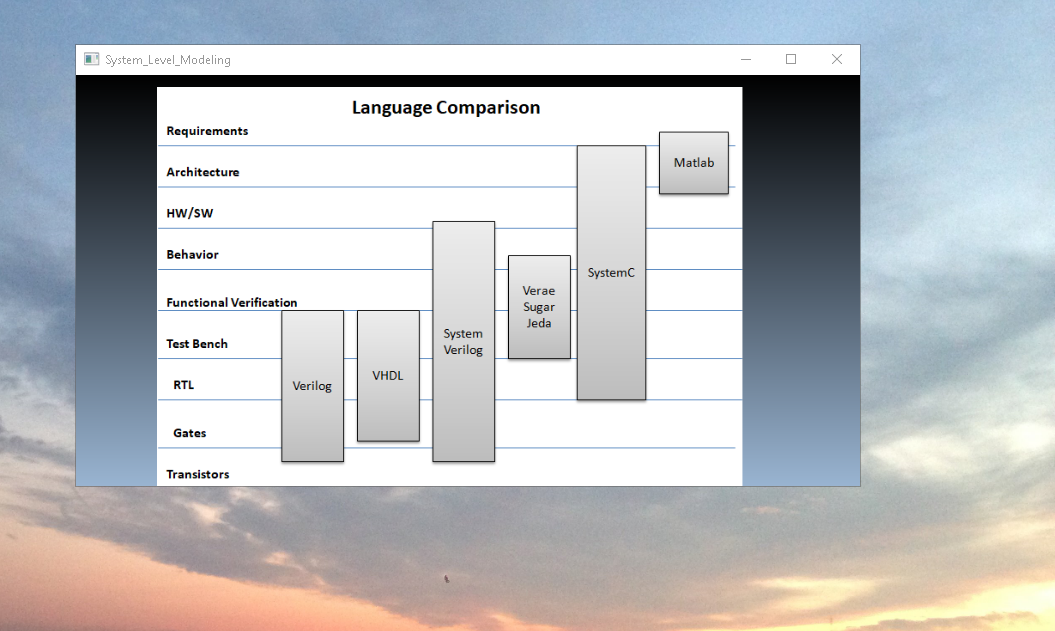 System_Level_Modeling
Language Comparison
Requirements
Matlab
Architecture
HW/SW
Behavior
SystemC
Verae
Sugar
Jeda
Functional Verification
System
Verilog
Test Bench
VHDL
Verilog
RTL
Gates
Transistors